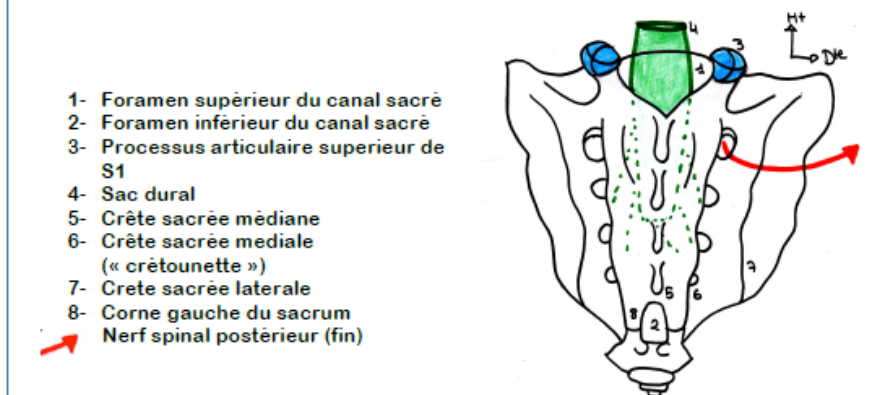 1- Foramen supérieur du canal sacré
2- Foramen inférieur du canal sacré
3- Processus articulaire superieur de
S1
4- Sac dural
5- Crête sacrée médiane
6- Crête sacrée mediale
(« crétounette »)
7- Crete sacrée laterale
8- Corne gauche du sacrum
Nerf spinal postérieur (fin)
4
Ht
3
Dte
1
7
5
6
8
2